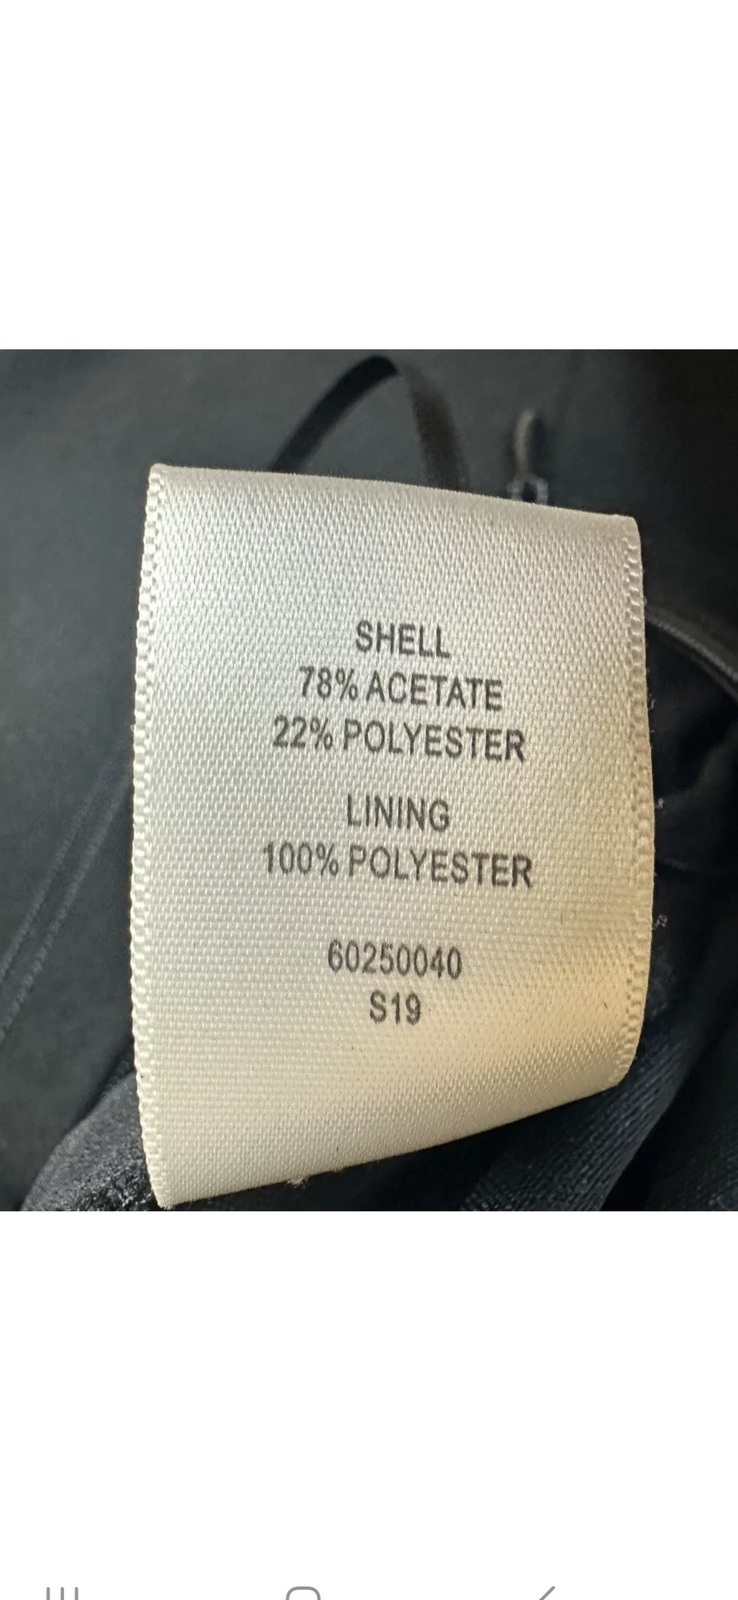 SHELL
78% ACETATE
22% POLYESTER
LINING
100% POLYESTER
60250040
S19